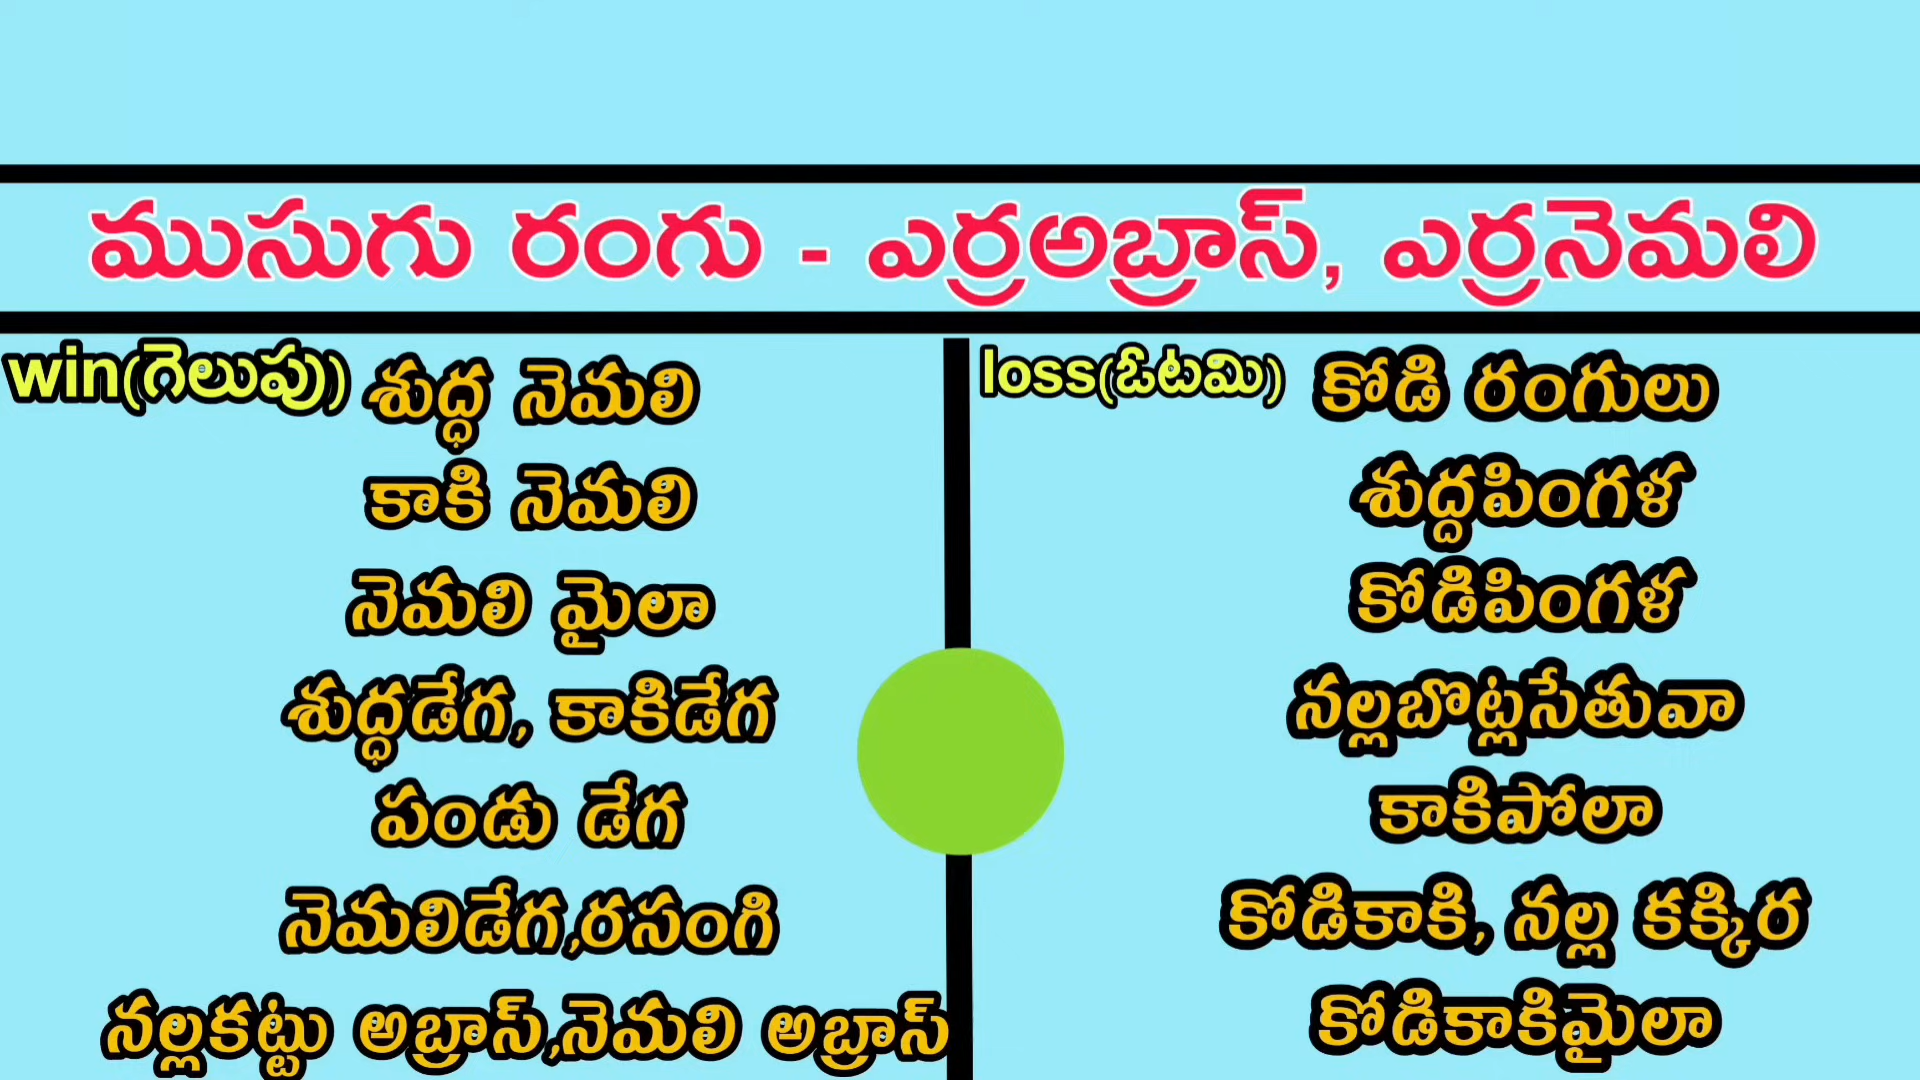 ముసుగు రంగు - ఎర్రఅబ్రాస్, ఎర్రనెమలి
win(గెలుపు) శుద్ధ నెమలి
కాకి నెమలి
నెమలి మైలా
శుద్ధడేగ, కాకిడేగ
పండు డేగ
నెమలిడేగ,రసంగి
నల్లకట్టు అబ్రాస్,నెమలి అబ్రాస్
loss(ఓటమి) కోడి రంగులు
శుద్దపింగళ
కోడిపింగళ
నల్లబొట్లసేతువా
కాకిపోలా
కోడికాకి, నల్ల కక్కిర
కోడికాకిమైలా